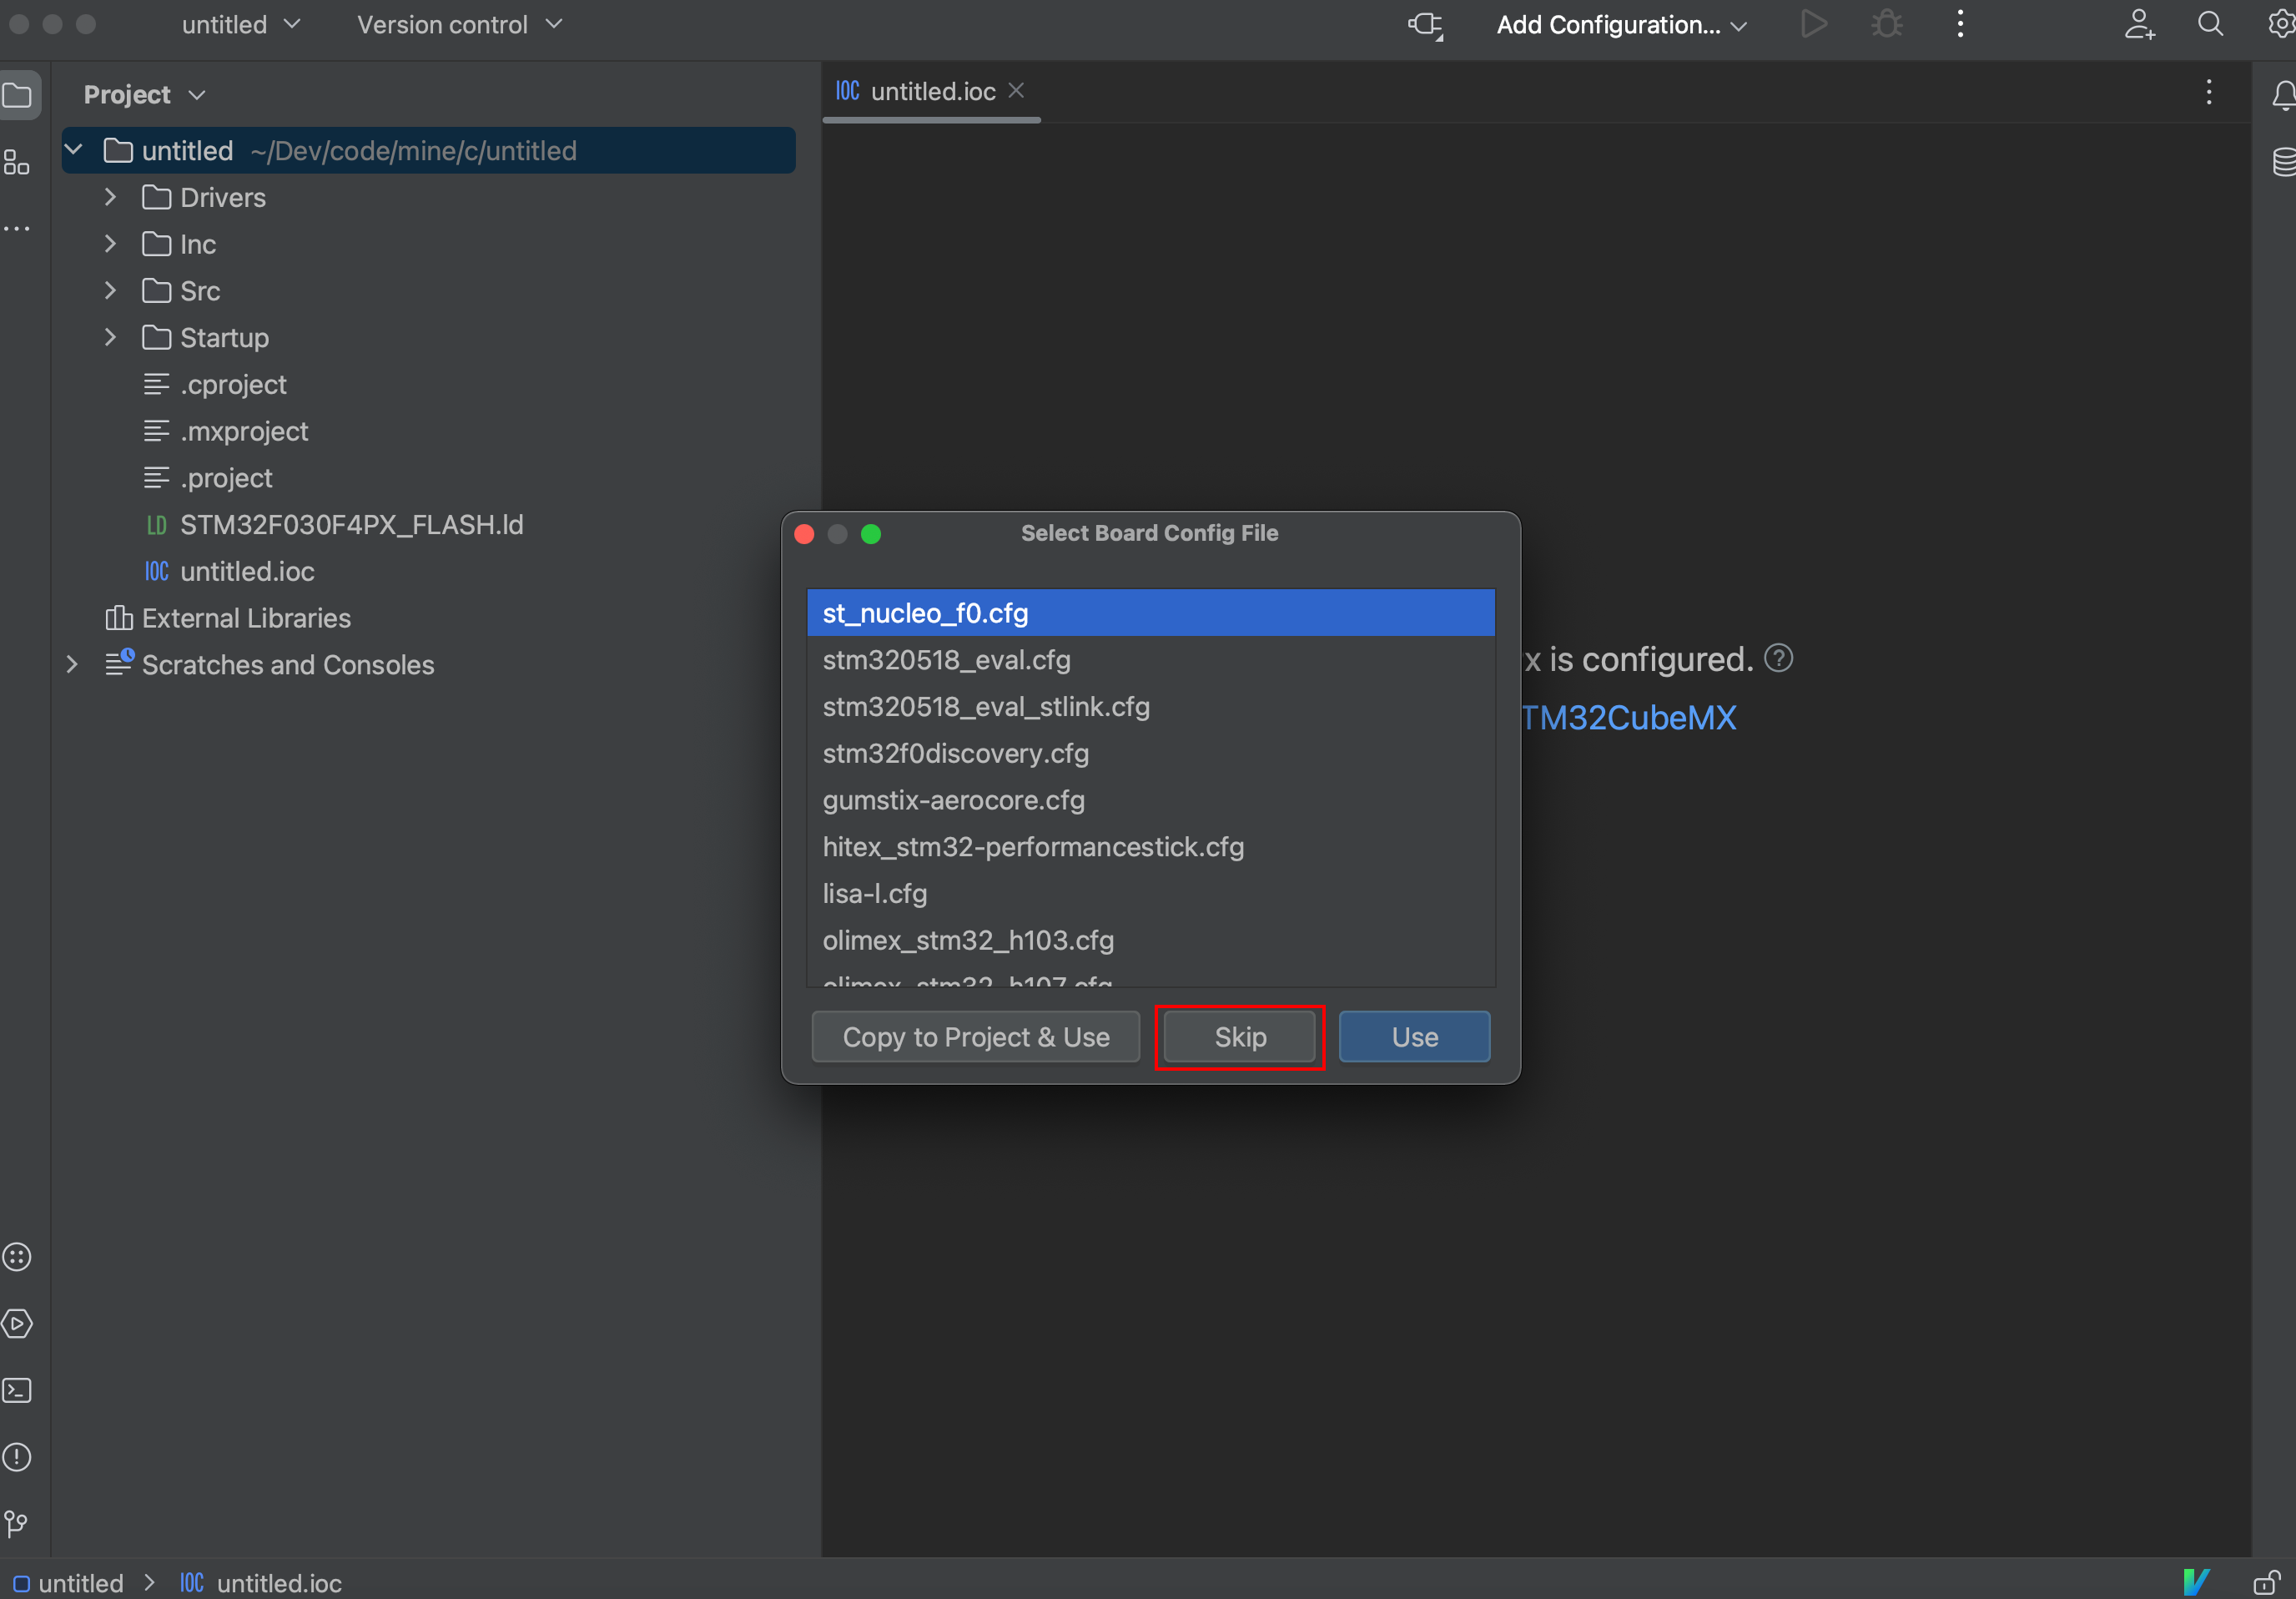 untitled
Version control
Add Configuration...
Project
IOC untitled.ioc
untitled ~/Dev/code/mine/c/untitled
Drivers
Inc
Src
Startup
.cproject
.mxproject
.project
LD STM32F030F4PX_FLASH.ld
IOC untitled.ioc
External Libraries
Scratches and Consoles
x is configured. ?
TM32CubeMX
Select Board Config File
st_nucleo_f0.cfg
stm320518_eval.cfg
stm320518_eval_stlink.cfg
stm32f0discovery.cfg
gumstix-aerocore.cfg
hitex_stm32-performancestick.cfg
lisa-l.cfg
olimex_stm32_h103.cfg
olimex_stm32_h107.cfg
Copy to Project & Use
Skip
Use
untitled > IOC untitled.ioc